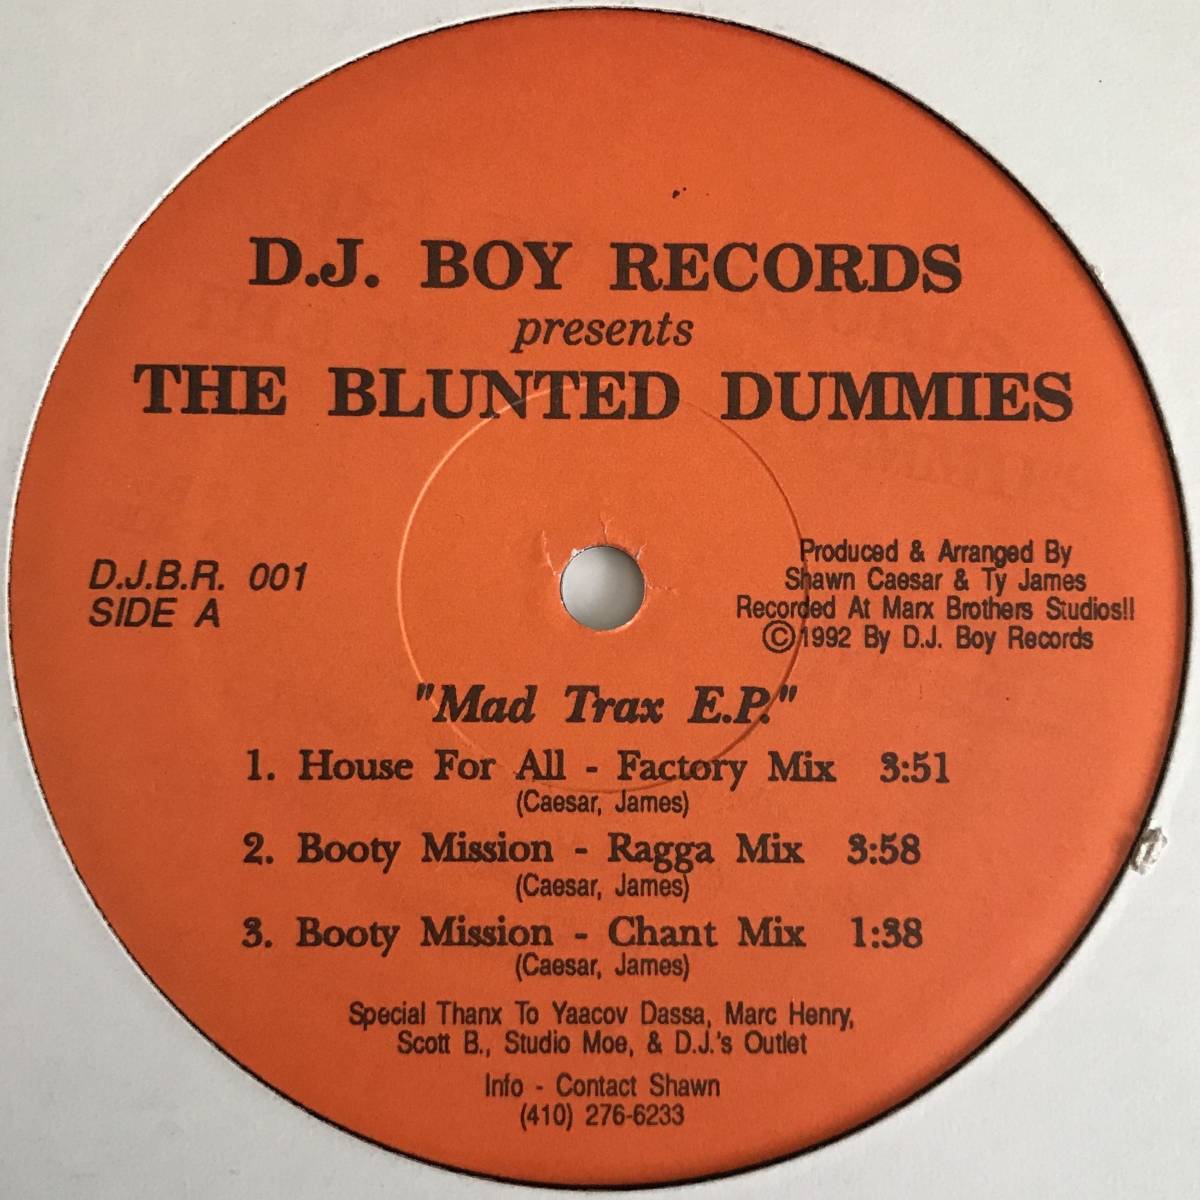 D.J. BOY RECORDS
presents
THE BLUNTED DUMMIES
D.J.B.R. 001
SIDE A
Produced & Arranged By
Shawn Caesar & Ty James
Recorded At Marx Brothers Studios!!
©1992 By D.J. Boy Records
"Mad Trax E.P."
1. House For All - Factory Mix 3:51
(Caesar, James)
2. Booty Mission - Ragga Mix 3:58
(Caesar, James)
3. Booty Mission - Chant Mix 1:38
(Caesar, James)
Special Thanx To Yaacov Dassa, Marc Henry,
Scott B., Studio Moe, & D.J.'s Outlet
Info - Contact Shawn
(410) 276-6233